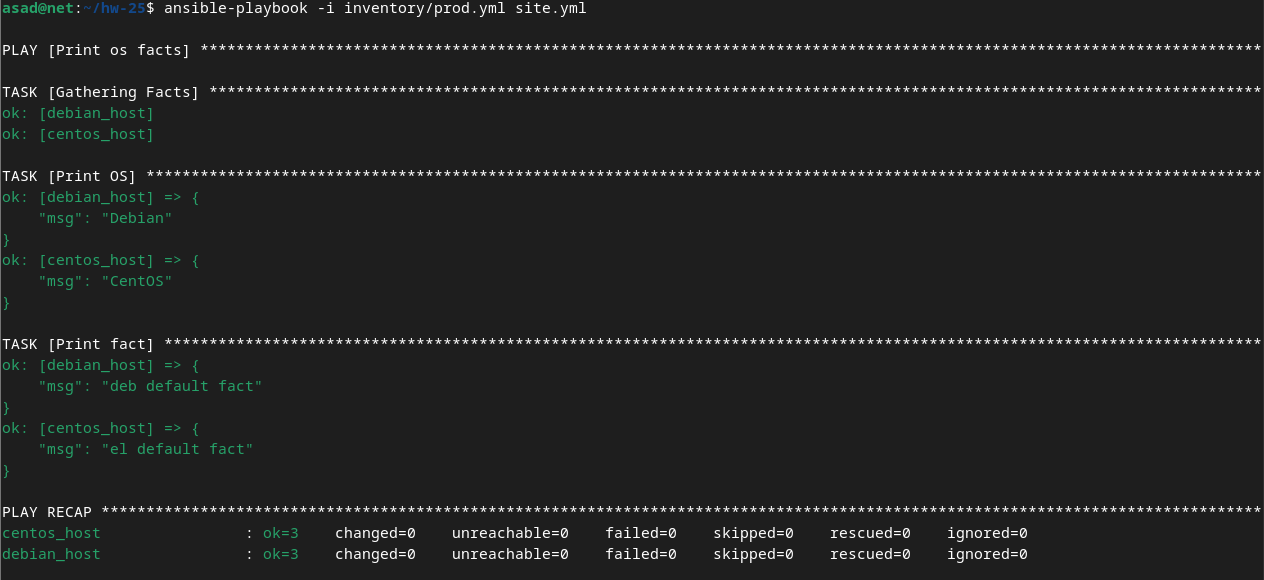 asad@net:~/hw-25$ ansible-playbook -i inventory/prod.yml site.yml
PLAY [Print os facts] **********************************************************************************************************************
TASK [Gathering Facts] *********************************************************************************************************************
ok: [debian_host]
ok: [centos_host]
TASK [Print OS] ****************************************************************************************************************************
ok: [debian_host] => {
    "msg": "Debian"
}
ok: [centos_host] => {
    "msg": "CentOS"
}
TASK [Print fact] **************************************************************************************************************************
ok: [debian_host] => {
    "msg": "deb default fact"
}
ok: [centos_host] => {
    "msg": "el default fact"
}
PLAY RECAP *********************************************************************************************************************************
centos_host                : ok=3    changed=0    unreachable=0    failed=0    skipped=0    rescued=0    ignored=0
debian_host                : ok=3    changed=0    unreachable=0    failed=0    skipped=0    rescued=0    ignored=0